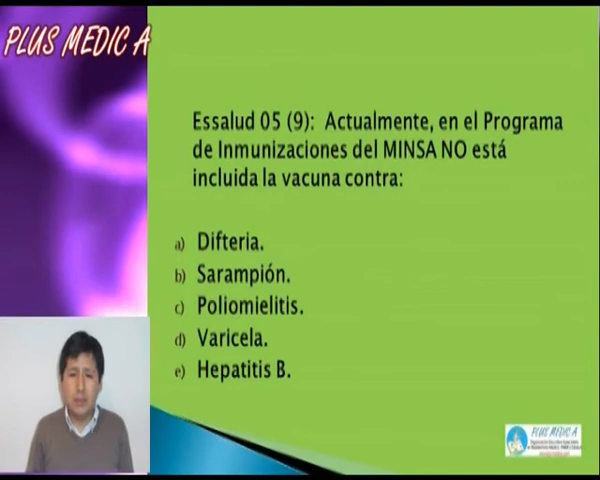 PLUS MEDIC A
Essalud 05 (9): Actualmente, en el Programa
de Inmunizaciones del MINSA NO está
incluida la vacuna contra:
a) Difteria.
b) Sarampión.
c) Poliomielitis.
d) Varicela.
e) Hepatitis B.
PLUS MEDIC A